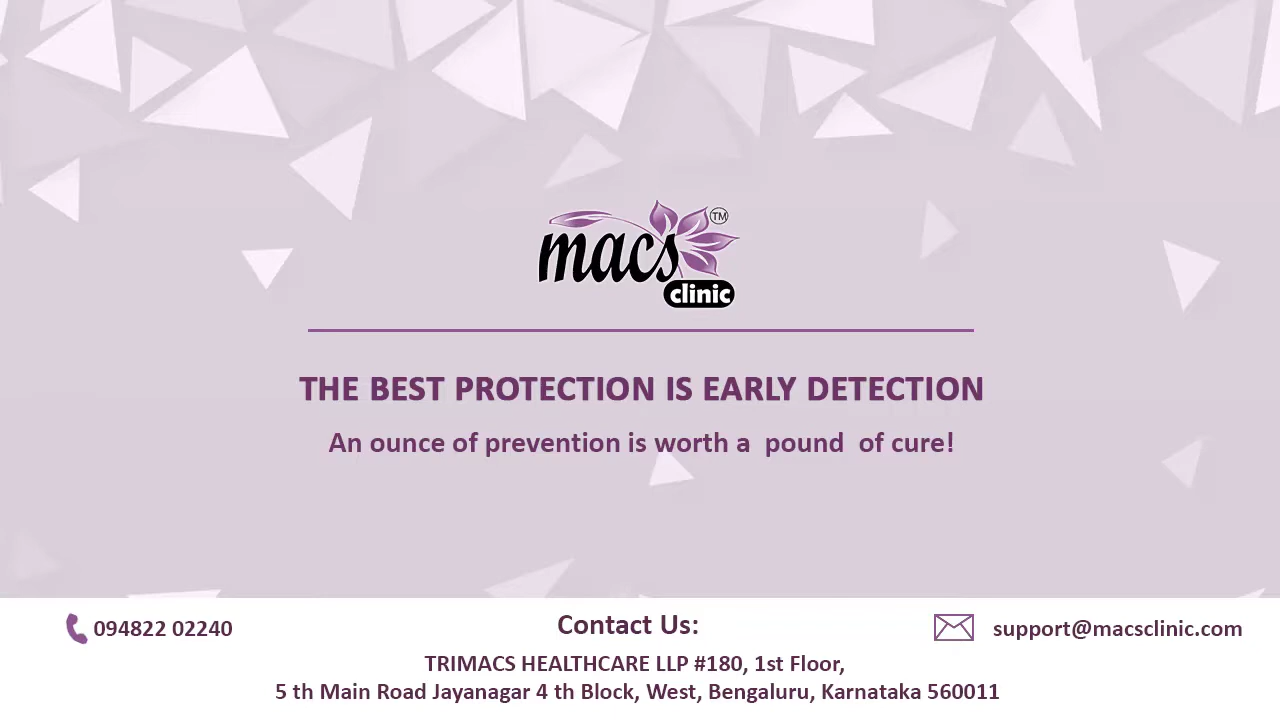 macs TM
clinic
THE BEST PROTECTION IS EARLY DETECTION
An ounce of prevention is worth a  pound  of cure!
094822 02240
Contact Us:
support@macsclinic.com
TRIMACS HEALTHCARE LLP #180, 1st Floor,
5 th Main Road Jayanagar 4 th Block, West, Bengaluru, Karnataka 560011